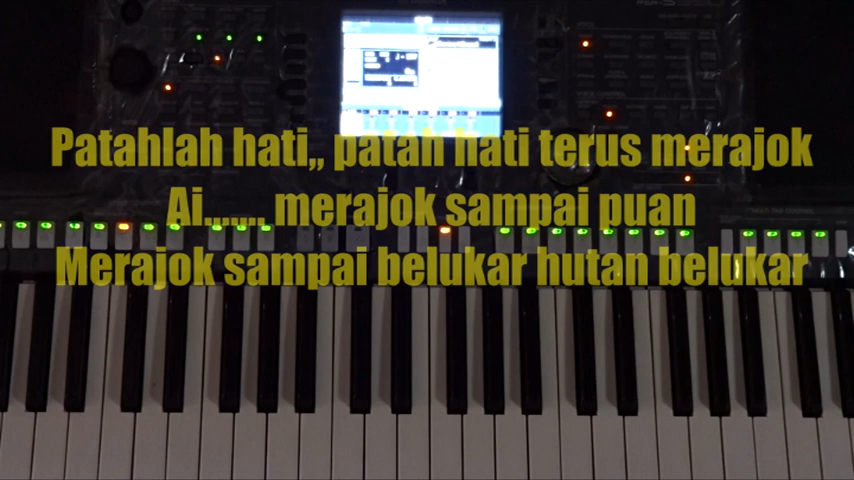 Patahlah hati,, patah hati terus merajok
Ai....... merajok sampai puan
Merajok sampai belukar hutan belukar